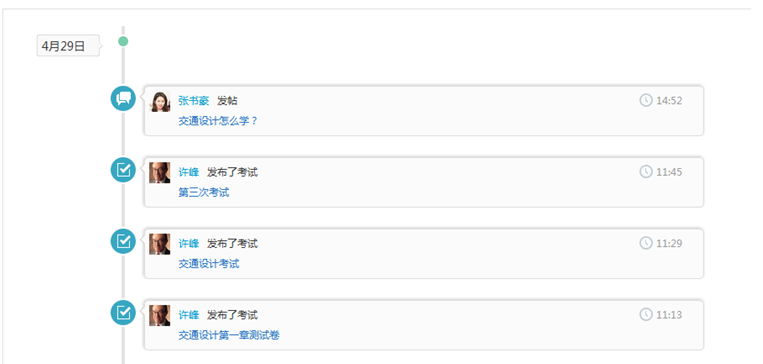 4月29日
张书豪 发帖 14:52
交通设计怎么学？
许峰 发布了考试 11:45
第三次考试
许峰 发布了考试 11:29
交通设计考试
许峰 发布了考试 11:13
交通设计第一章测试卷